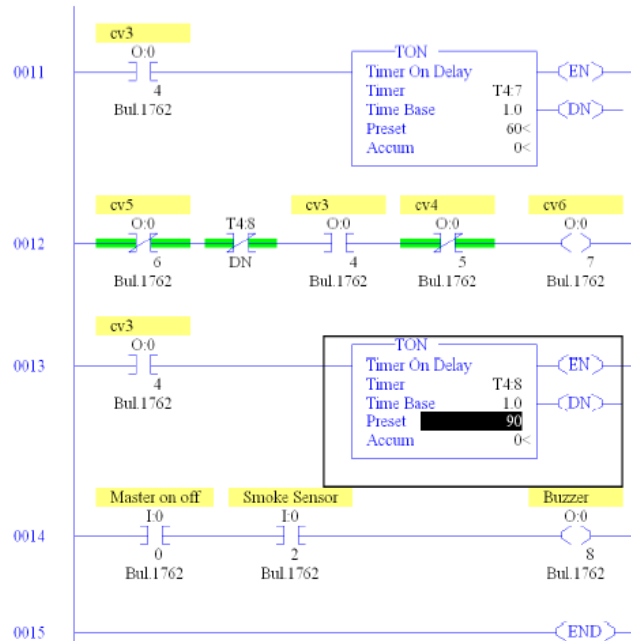 cv3
O:0
0011
4
Bul.1762
TON
Timer On Delay
Timer T4:7
Time Base 1.0
Preset 60<
Accum 0<
EN
DN
cv5 cv3 cv4 cv6
O:0 T4:8 O:0 O:0 O:0
0012
6 DN 4 5 7
Bul.1762 Bul.1762 Bul.1762 Bul.1762
cv3
O:0
0013
4
Bul.1762
TON
Timer On Delay
Timer T4:8
Time Base 1.0
Preset 90
Accum 0<
EN
DN
Master on off Smoke Sensor Buzzer
I:0 I:0 O:0
0014
0 2 8
Bul.1762 Bul.1762 Bul.1762
0015 END